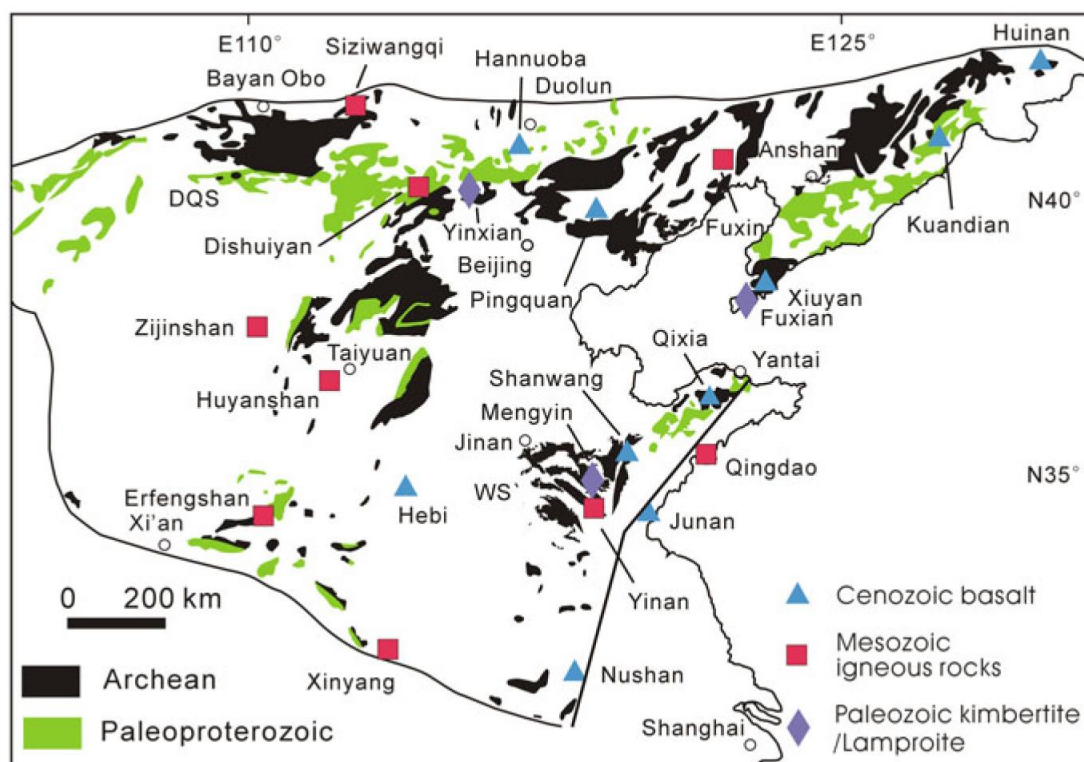 E110°
E125°
Huinan
Siziwangqi
Hannuoba
Bayan Obo
Duolun
Anshan
DQS
N40°
Dishuiyan
Yinxian
Fuxin
Kuandian
Beijing
Pingquan
Xiuyan
Fuxian
Zijinshan
Taiyuan
Qixia
Yantai
Huyanshan
Shanwang
Mengyin
Jinan
Qingdao
N35°
WS
Erfengshan
Hebi
Junan
Xi'an
0 200 km
Yinan
Cenozoic basalt
Mesozoic
igneous rocks
Archean
Xinyang
Nushan
Paleoproterozoic
Shanghai
Paleozoic kimbertite
/Lamproite